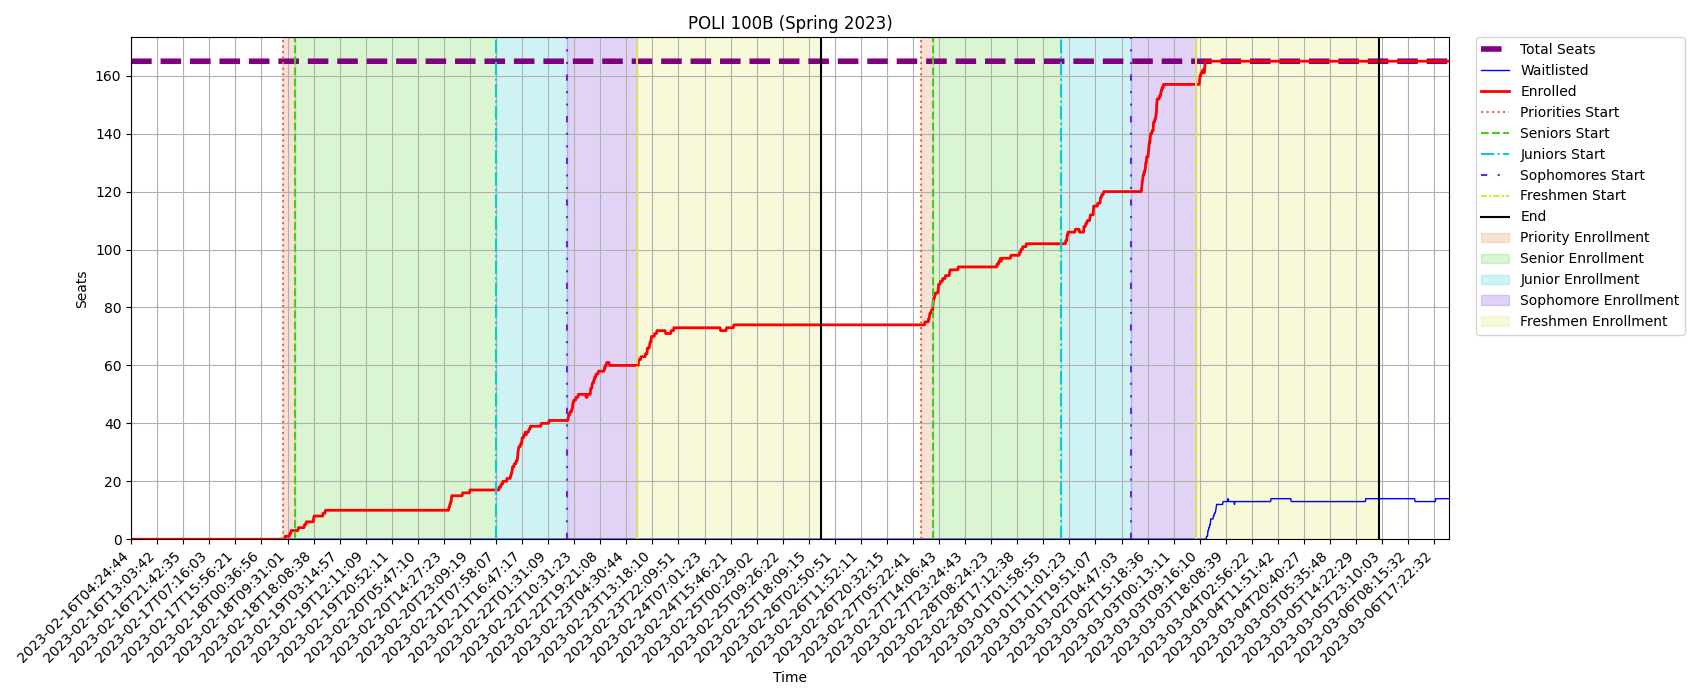 POLI 100B (Spring 2023)
Seats
160
140
120
100
80
60
40
20
0
2023-02-16T04:24:44
2023-02-16T13:03:42
2023-02-16T21:42:35
2023-02-17T07:16:03
2023-02-17T15:56:21
2023-02-18T00:36:56
2023-02-18T09:31:01
2023-02-18T18:08:38
2023-02-19T03:14:57
2023-02-19T12:11:09
2023-02-19T20:52:11
2023-02-20T05:47:10
2023-02-20T14:27:23
2023-02-20T23:09:19
2023-02-21T07:58:07
2023-02-21T16:47:17
2023-02-22T01:31:09
2023-02-22T10:31:23
2023-02-22T19:21:08
2023-02-23T04:30:44
2023-02-23T13:18:10
2023-02-23T22:09:51
2023-02-24T07:01:23
2023-02-24T15:46:21
2023-02-25T00:29:02
2023-02-25T09:26:22
2023-02-25T18:09:15
2023-02-26T02:50:51
2023-02-26T11:52:11
2023-02-26T20:32:15
2023-02-27T05:22:41
2023-02-27T14:06:43
2023-02-27T23:24:43
2023-02-28T08:24:23
2023-02-28T17:12:38
2023-03-01T01:58:55
2023-03-01T11:01:23
2023-03-01T19:51:07
2023-03-02T04:47:03
2023-03-02T15:18:36
2023-03-03T00:13:11
2023-03-03T09:16:10
2023-03-03T18:08:39
2023-03-04T02:56:22
2023-03-04T11:51:42
2023-03-04T20:40:27
2023-03-05T05:35:48
2023-03-05T14:22:29
2023-03-05T23:10:03
2023-03-06T08:15:32
2023-03-06T17:22:32
Time
Total Seats
Waitlisted
Enrolled
Priorities Start
Seniors Start
Juniors Start
Sophomores Start
Freshmen Start
End
Priority Enrollment
Senior Enrollment
Junior Enrollment
Sophomore Enrollment
Freshmen Enrollment